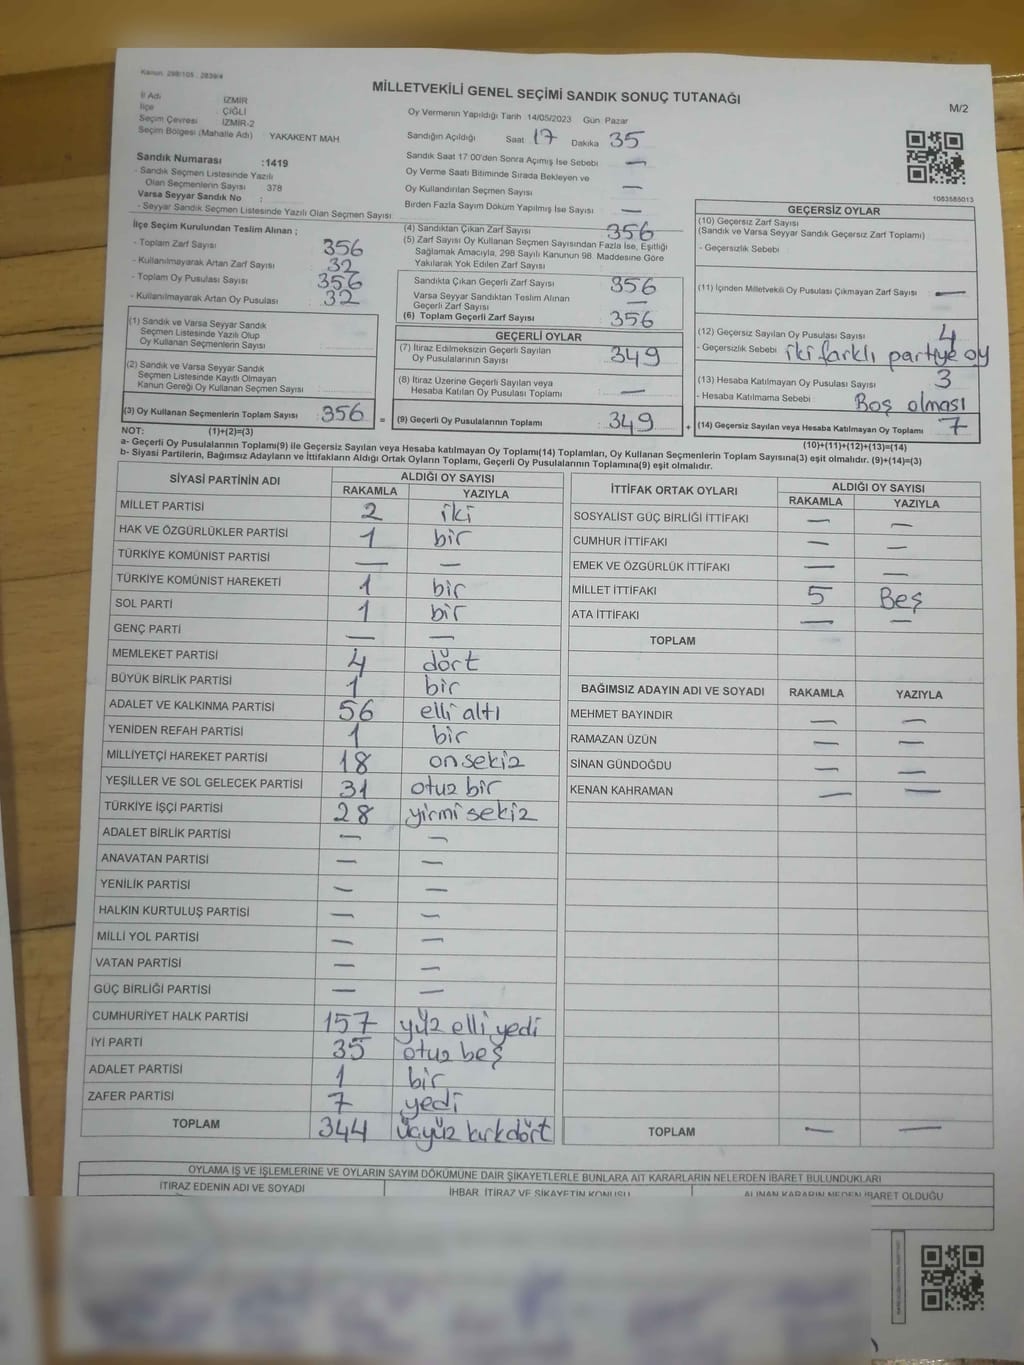 Kanun: 298/105 , 2839/4
MİLLETVEKİLİ GENEL SEÇİMİ SANDIK SONUÇ TUTANAĞI
M/2
İl Adı İZMİR
İlçe ÇİĞLİ
Seçim Çevresi İZMİR-2
Seçim Bölgesi (Mahalle Adı) YAKAKENT MAH
Sandık Numarası :1419
- Sandık Seçmen Listesinde Yazılı
Olan Seçmenlerin Sayısı 378
Varsa Seyyar Sandık No :
- Seyyar Sandık Seçmen Listesinde Yazılı Olan Seçmen Sayısı
Oy Vermenin Yapıldığı Tarih 14/05/2023 Gün Pazar
Sandığın Açıldığı Saat 17 Dakika 35
Sandık Saat 17:00'den Sonra Açımış İse Sebebi —
Oy Verme Saati Bitiminde Sırada Bekleyen ve
Oy Kullandırılan Seçmen Sayısı —
Birden Fazla Sayım Döküm Yapılmış İse Sayısı —
1083585013
İlçe Seçim Kurulundan Teslim Alınan ;
- Toplam Zarf Sayısı 356
- Kullanılmayarak Artan Zarf Sayısı 32
- Toplam Oy Pusulası Sayısı 356
- Kullanılmayarak Artan Oy Pusulası 32
(1) Sandık ve Varsa Seyyar Sandık
Seçmen Listesinde Yazılı Olup
Oy Kullanan Seçmenlerin Sayısı
(2) Sandık ve Varsa Seyyar Sandık
Seçmen Listesinde Kayıtlı Olmayan
Kanun Gereği Oy Kullanan Seçmen Sayısı
(3) Oy Kullanan Seçmenlerin Toplam Sayısı : 356 =
(4) Sandıktan Çıkan Zarf Sayısı 356
(5) Zarf Sayısı Oy Kullanan Seçmen Sayısından Fazla İse, Eşitliği
Sağlamak Amacıyla, 298 Sayılı Kanunun 98. Maddesine Göre
Yakılarak Yok Edilen Zarf Sayısı
Sandıkta Çıkan Geçerli Zarf Sayısı 356
Varsa Seyyar Sandıktan Teslim Alınan
Geçerli Zarf Sayısı —
(6) Toplam Geçerli Zarf Sayısı 356
GEÇERLİ OYLAR
(7) İtiraz Edilmeksizin Geçerli Sayılan
Oy Pusulalarının Sayısı 349
(8) İtiraz Üzerine Geçerli Sayılan veya
Hesaba Katılan Oy Pusulası Toplamı —
(9) Geçerli Oy Pusulalarının Toplamı : 349 +
GEÇERSİZ OYLAR
(10) Geçersiz Zarf Sayısı
(Sandık ve Varsa Seyyar Sandık Geçersiz Zarf Toplamı)
- Geçersizlik Sebebi
(11) İçinden Milletvekili Oy Pusulası Çıkmayan Zarf Sayısı —
(12) Geçersiz Sayılan Oy Pusulası Sayısı 4
- Geçersizlik Sebebi iki farklı partiye oy
(13) Hesaba Katılmayan Oy Pusulası Sayısı 3
- Hesaba Katılmama Sebebi Boş olması
(14) Geçersiz Sayılan veya Hesaba Katılmayan Oy Toplamı 7
NOT: (1)+(2)=(3)
(10)+(11)+(12)+(13)=(14)
a- Geçerli Oy Pusulalarının Toplamı(9) ile Geçersiz Sayılan veya Hesaba katılmayan Oy Toplamı(14) Toplamları, Oy Kullanan Seçmenlerin Toplam Sayısına(3) eşit olmalıdır. (9)+(14)=(3)
b- Siyasi Partilerin, Bağımsız Adayların ve İttifakların Aldığı Ortak Oyların Toplamı, Geçerli Oy Pusulalarının Toplamına(9) eşit olmalıdır.
SİYASİ PARTİNİN ADI ALDIĞI OY SAYISI
RAKAMLA YAZIYLA
MİLLET PARTİSİ 2 iki
HAK VE ÖZGÜRLÜKLER PARTİSİ 1 bir
TÜRKİYE KOMÜNİST PARTİSİ — —
TÜRKİYE KOMÜNİST HAREKETİ 1 bir
SOL PARTİ 1 bir
GENÇ PARTİ — —
MEMLEKET PARTİSİ 4 dört
BÜYÜK BİRLİK PARTİSİ 1 bir
ADALET VE KALKINMA PARTİSİ 56 elli altı
YENİDEN REFAH PARTİSİ 1 bir
MİLLİYETÇİ HAREKET PARTİSİ 18 onsekiz
YEŞİLLER VE SOL GELECEK PARTİSİ 31 otuz bir
TÜRKİYE İŞÇİ PARTİSİ 28 yirmi sekiz
ADALET BİRLİK PARTİSİ — —
ANAVATAN PARTİSİ — —
YENİLİK PARTİSİ — —
HALKIN KURTULUŞ PARTİSİ — —
MİLLİ YOL PARTİSİ — —
VATAN PARTİSİ — —
GÜÇ BİRLİĞİ PARTİSİ — —
CUMHURİYET HALK PARTİSİ 157 yüz elli yedi
İYİ PARTİ 35 otuz beş
ADALET PARTİSİ 1 bir
ZAFER PARTİSİ 7 yedi
TOPLAM 344 üçyüz kırkdört
İTTİFAK ORTAK OYLARI ALDIĞI OY SAYISI
RAKAMLA YAZIYLA
SOSYALİST GÜÇ BİRLİĞİ İTTİFAKI — —
CUMHUR İTTİFAKI — —
EMEK VE ÖZGÜRLÜK İTTİFAKI — —
MİLLET İTTİFAKI 5 Beş
ATA İTTİFAKI — —
TOPLAM
BAĞIMSIZ ADAYIN ADI VE SOYADI RAKAMLA YAZIYLA
MEHMET BAYINDIR — —
RAMAZAN ÜZÜN — —
SİNAN GÜNDOĞDU — —
KENAN KAHRAMAN — —
TOPLAM — —
OYLAMA İŞ VE İŞLEMLERİNE VE OYLARIN SAYIM DÖKÜMÜNE DAİR ŞİKAYETLERLE BUNLARA AİT KARARLARIN NELERDEN İBARET BULUNDUKLARI
İTİRAZ EDENİN ADI VE SOYADI İHBAR, İTİRAZ VE ŞİKAYETİN KONUSU ALINAN KARARIN NEDEN İBARET OLDUĞU